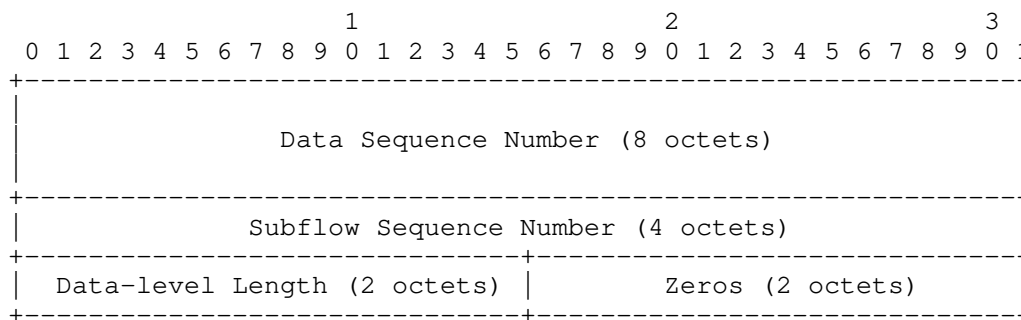 1 2 3
0 1 2 3 4 5 6 7 8 9 0 1 2 3 4 5 6 7 8 9 0 1 2 3 4 5 6 7 8 9 0 1
Data Sequence Number (8 octets)
Subflow Sequence Number (4 octets)
Data-level Length (2 octets) | Zeros (2 octets)